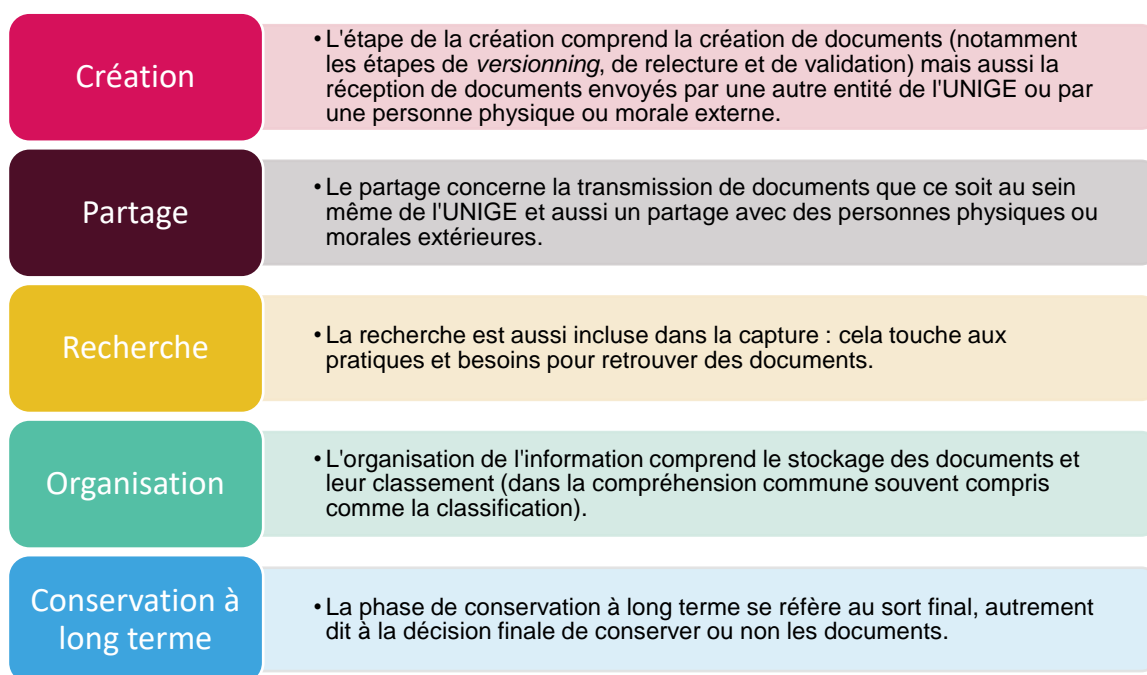 Création
• L'étape de la création comprend la création de documents (notamment
les étapes de versionning, de relecture et de validation) mais aussi la
réception de documents envoyés par une autre entité de l'UNIGE ou par
une personne physique ou morale externe.
Partage
• Le partage concerne la transmission de documents que ce soit au sein
même de l'UNIGE et aussi un partage avec des personnes physiques ou
morales extérieures.
Recherche
• La recherche est aussi incluse dans la capture : cela touche aux
pratiques et besoins pour retrouver des documents.
Organisation
• L'organisation de l'information comprend le stockage des documents et
leur classement (dans la compréhension commune souvent compris
comme la classification).
Conservation à
long terme
• La phase de conservation à long terme se réfère au sort final, autrement
dit à la décision finale de conserver ou non les documents.